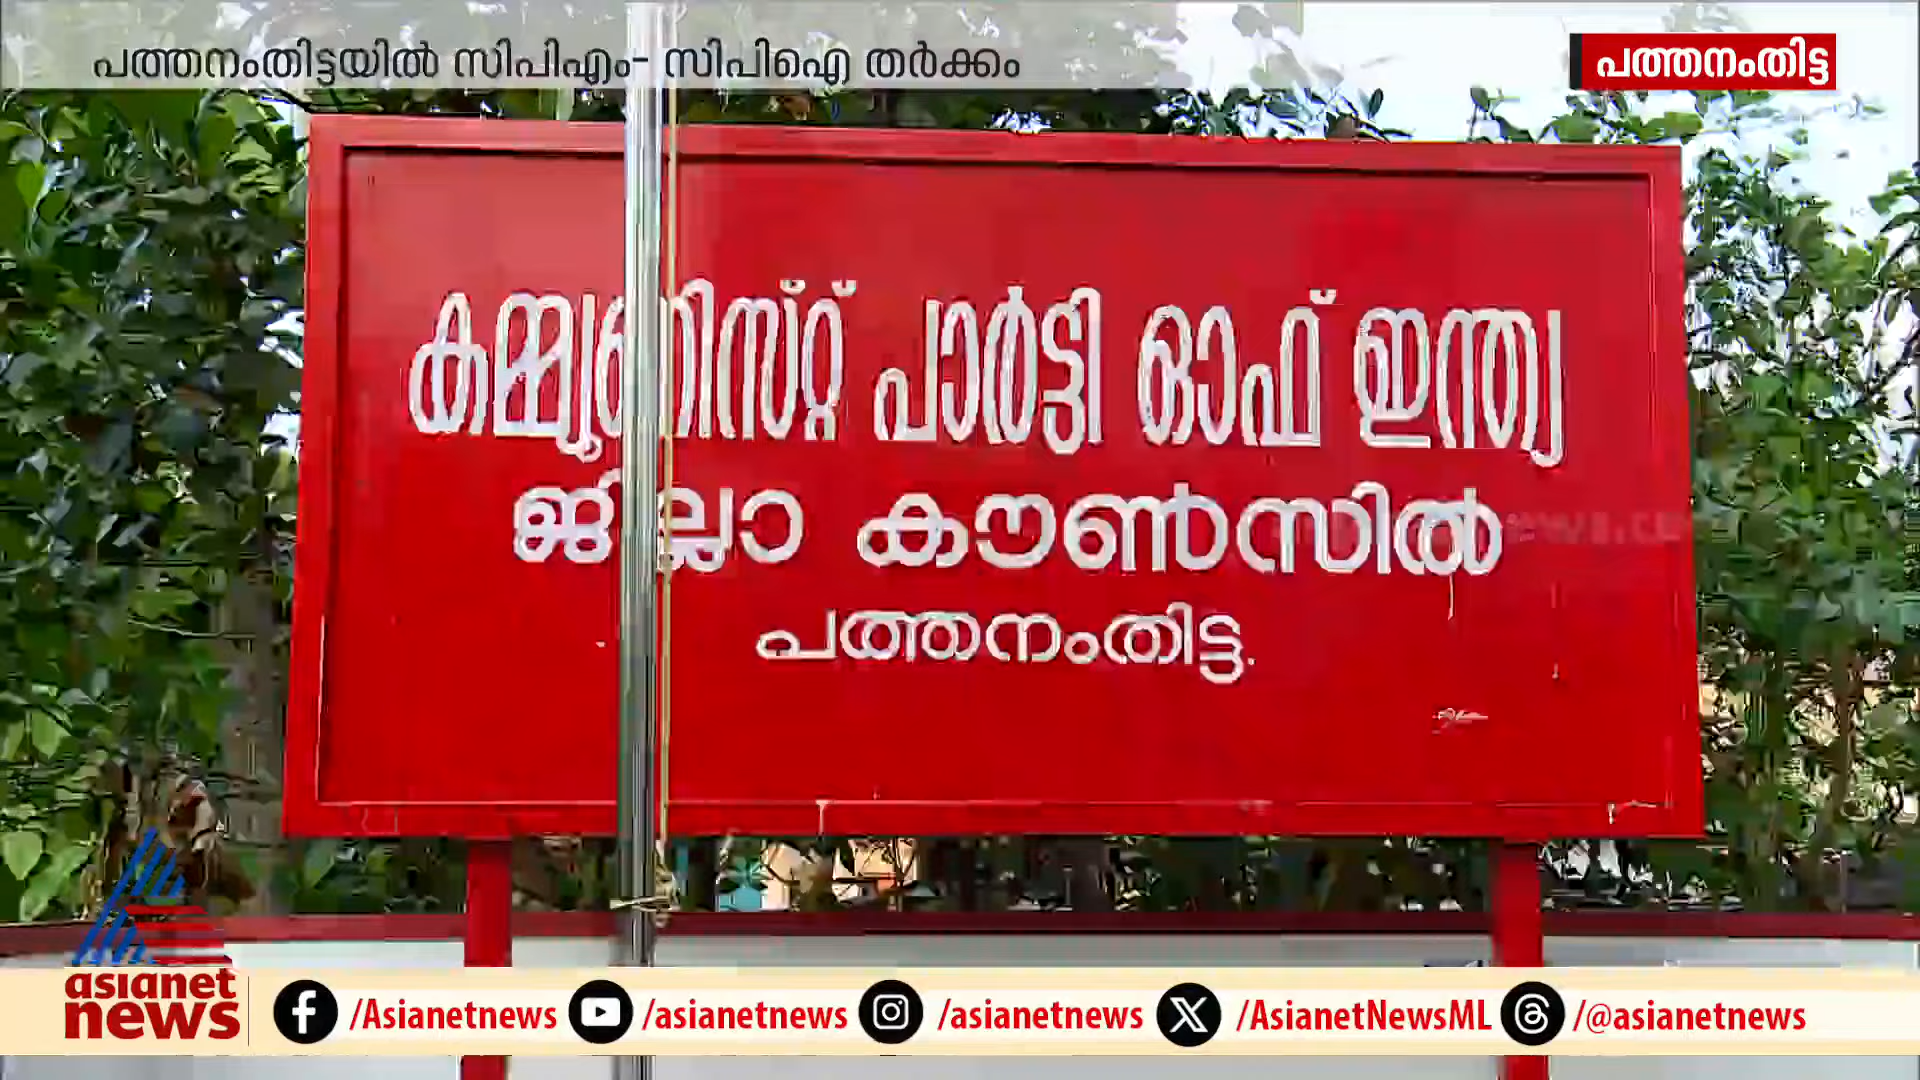 പത്തനംതിട്ടയിൽ സിപിഎം- സിപിഐ തർക്കം
പത്തനംതിട്ട
കമ്മ്യൂണിസ്റ്റ് പാർട്ടി ഓഫ് ഇന്ത്യ
ജില്ലാ കൗൺസിൽ
പത്തനംതിട്ട.
asianet
news
/Asianetnews /asianetnews /asianetnews /AsianetNewsML /@asianetnews